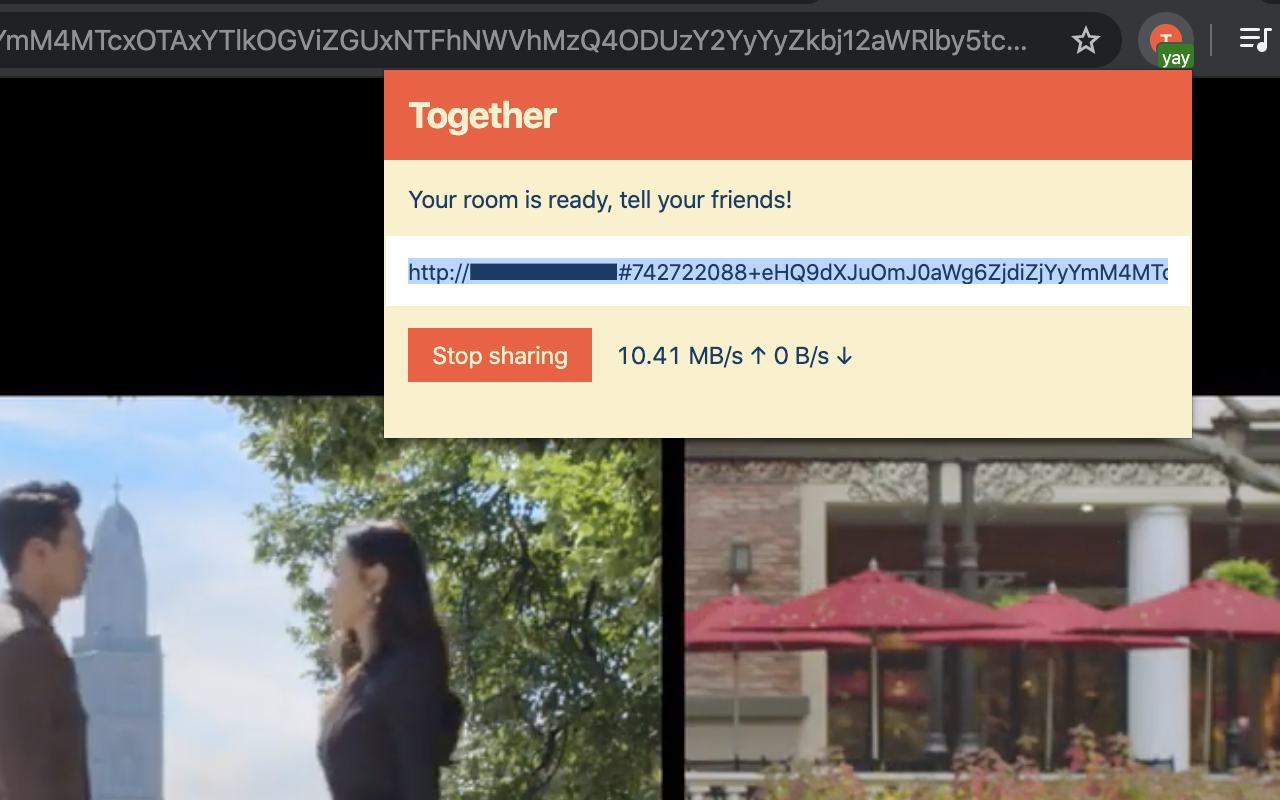 YmM4MTcxOTAxYTlkOGViZGUxNTFhNWVhMzQ4ODUzY2YyYyZkbj12aWRlby5tc...
T
yay
Together
Your room is ready, tell your friends!
http:// #742722088+eHQ9dXJuOmJ0aWg6ZjdiZjYyYmM4MTc
Stop sharing 10.41 MB/s ↑ 0 B/s ↓